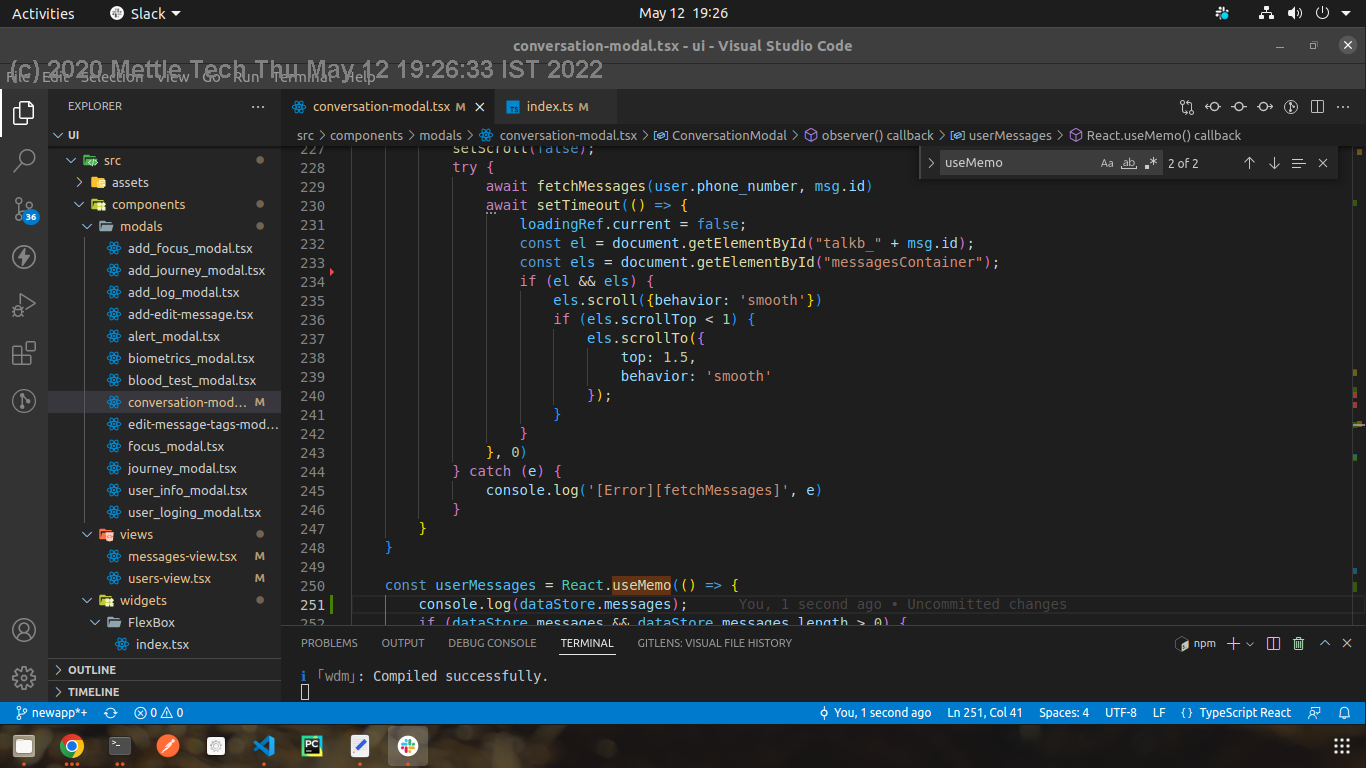 Activities
Slack
May 12 19:26
conversation-modal.tsx - ui - Visual Studio Code
(c) 2020 Mettle Tech Thu May 12 19:26:33 IST 2022
File Edit Selection View Go Run Terminal Help
EXPLORER
UI
src
assets
components
modals
add_focus_modal.tsx
add_journey_modal.tsx
add_log_modal.tsx
add-edit-message.tsx
alert_modal.tsx
biometrics_modal.tsx
blood_test_modal.tsx
conversation-mod... M
edit-message-tags-mod...
focus_modal.tsx
journey_modal.tsx
user_info_modal.tsx
user_loging_modal.tsx
views
messages-view.tsx M
users-view.tsx M
widgets
FlexBox
index.tsx
OUTLINE
TIMELINE
36
conversation-modal.tsx M
index.ts M
src > components > modals > conversation-modal.tsx > ConversationModal > observer() callback > userMessages > React.useMemo() callback
useMemo
Aa ab .* 2 of 2
227 setScroll(false);
228 try {
229 await fetchMessages(user.phone_number, msg.id)
230 await setTimeout(() => {
231 loadingRef.current = false;
232 const el = document.getElementById("talkb_" + msg.id);
233 const els = document.getElementById("messagesContainer");
234 if (el && els) {
235 els.scroll({behavior: 'smooth'})
236 if (els.scrollTop < 1) {
237 els.scrollTo({
238 top: 1.5,
239 behavior: 'smooth'
240 });
241 }
242 }
243 }, 0)
244 } catch (e) {
245 console.log('[Error][fetchMessages]', e)
246 }
247 }
248 }
249
250 const userMessages = React.useMemo(() => {
251 console.log(dataStore.messages); You, 1 second ago • Uncommitted changes
252 if (dataStore.messages && dataStore.messages.length > 0) {
PROBLEMS OUTPUT DEBUG CONSOLE TERMINAL GITLENS: VISUAL FILE HISTORY
npm
i 「wdm」: Compiled successfully.
newapp*+ 0 0
You, 1 second ago Ln 251, Col 41 Spaces: 4 UTF-8 LF {} TypeScript React
PC